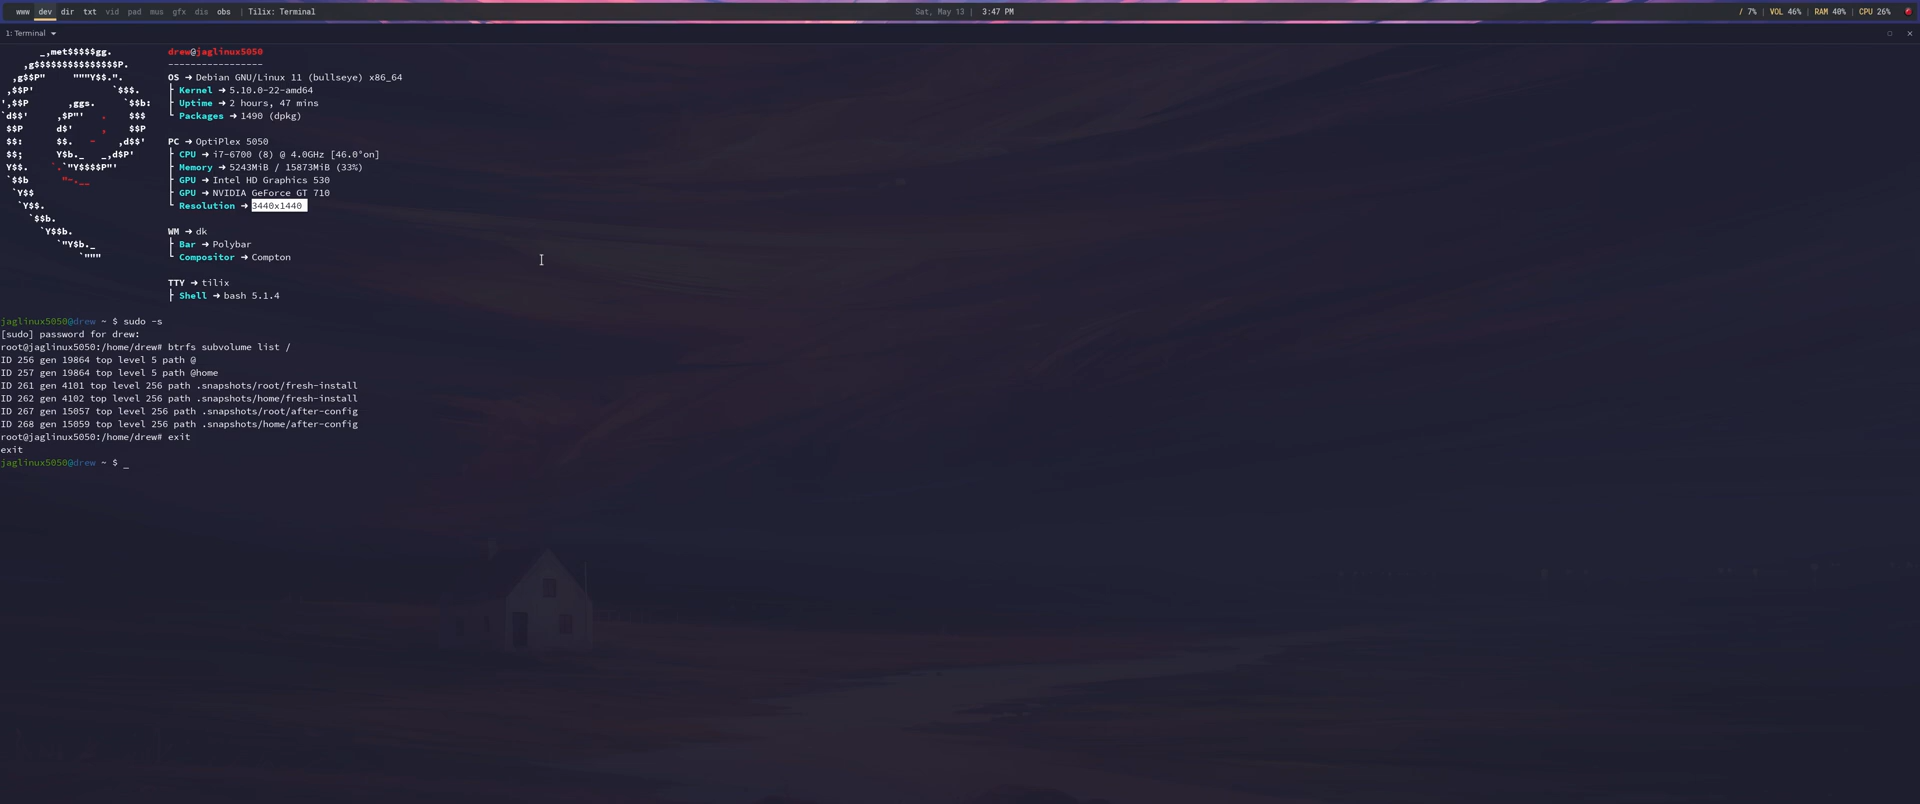 www dev dir txt vid pad mus gfx dis obs | Tilix: Terminal
Sat, May 13 | 3:47 PM
/ 7% | VOL 46% | RAM 40% | CPU 26%
1: Terminal
_,met$$$$$gg.
,g$$$$$$$$$$$$$$$P.
,g$$P" """Y$$.".
,$$P' `$$$.
',$$P ,ggs. `$$b:
`d$$' ,$P"' . $$$
$$P d$' , $$P
$$: $$. - ,d$$'
$$; Y$b._ _,d$P'
Y$$. `.`"Y$$$$P"'
`$$b "-.__
`Y$$
`Y$$.
`$$b.
`Y$$b.
`"Y$b._
`"""
drew@jaglinux5050
-----------------
OS ➜ Debian GNU/Linux 11 (bullseye) x86_64
├ Kernel ➜ 5.10.0-22-amd64
├ Uptime ➜ 2 hours, 47 mins
└ Packages ➜ 1490 (dpkg)
PC ➜ OptiPlex 5050
├ CPU ➜ i7-6700 (8) @ 4.0GHz [46.0°on]
├ Memory ➜ 5243MiB / 15873MiB (33%)
├ GPU ➜ Intel HD Graphics 530
├ GPU ➜ NVIDIA GeForce GT 710
└ Resolution ➜ 3440x1440
WM ➜ dk
├ Bar ➜ Polybar
└ Compositor ➜ Compton
TTY ➜ tilix
├ Shell ➜ bash 5.1.4
jaglinux5050@drew ~ $ sudo -s
[sudo] password for drew:
root@jaglinux5050:/home/drew# btrfs subvolume list /
ID 256 gen 19864 top level 5 path @
ID 257 gen 19864 top level 5 path @home
ID 261 gen 4101 top level 256 path .snapshots/root/fresh-install
ID 262 gen 4102 top level 256 path .snapshots/home/fresh-install
ID 267 gen 15057 top level 256 path .snapshots/root/after-config
ID 268 gen 15059 top level 256 path .snapshots/home/after-config
root@jaglinux5050:/home/drew# exit
exit
jaglinux5050@drew ~ $ _